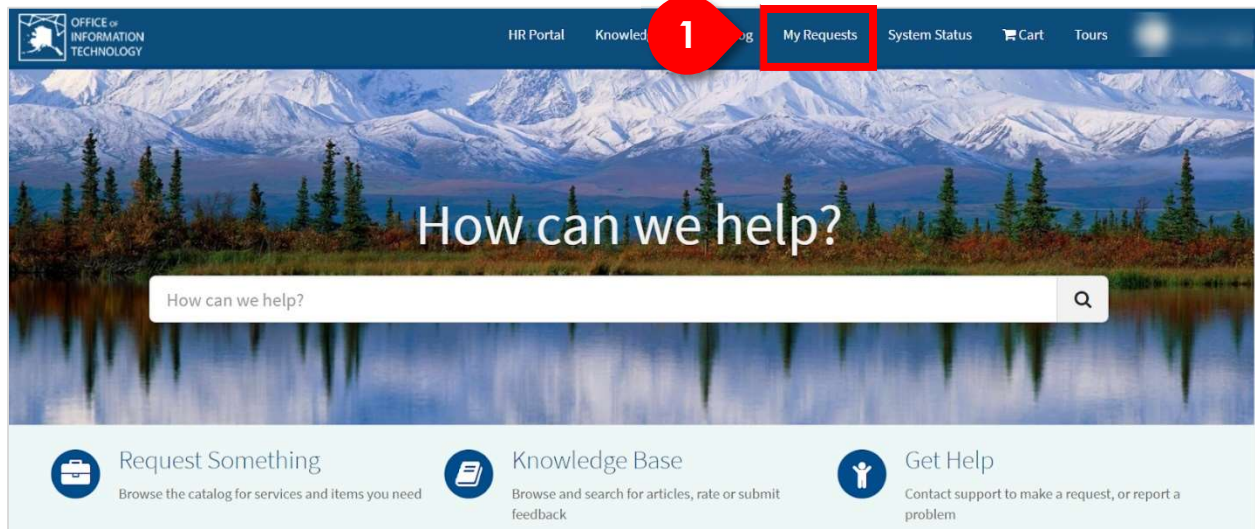 OFFICE OF
INFORMATION
TECHNOLOGY
HR Portal Knowled og My Requests System Status Cart Tours
1
How can we help?
How can we help?
Request Something
Browse the catalog for services and items you need
Knowledge Base
Browse and search for articles, rate or submit
feedback
Get Help
Contact support to make a request, or report a
problem